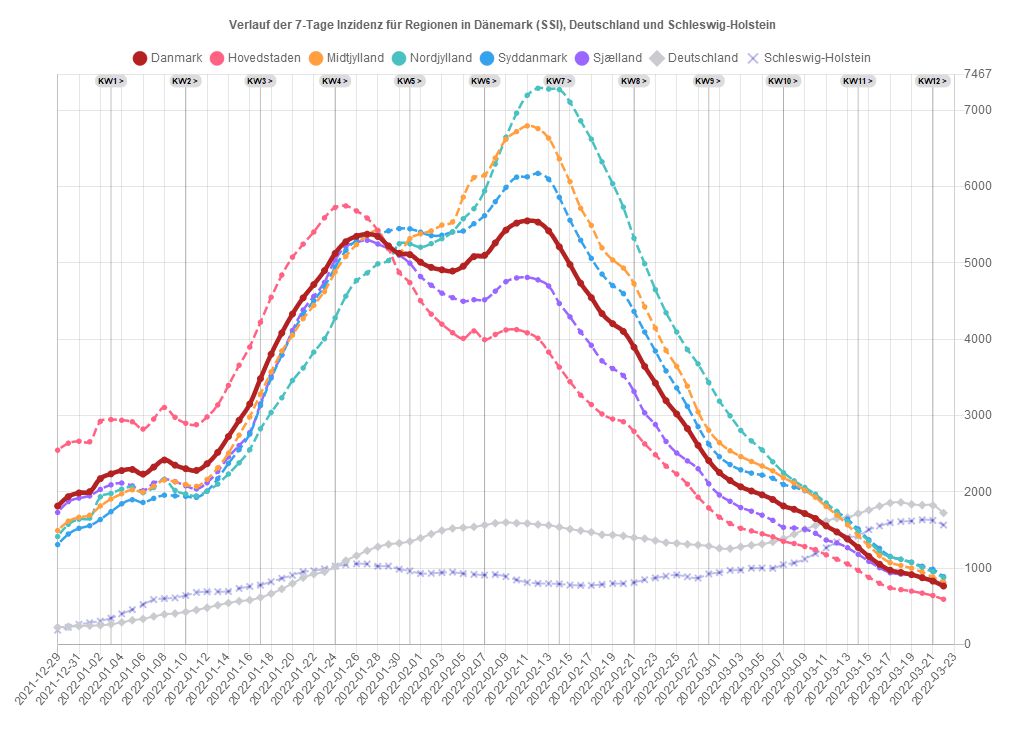 Verlauf der 7-Tage Inzidenz für Regionen in Dänemark (SSI), Deutschland und Schleswig-Holstein
Danmark Hovedstaden Midtjylland Nordjylland Syddanmark Sjælland Deutschland Schleswig-Holstein
KW1 > KW2 > KW3 > KW4 > KW5 > KW6 > KW7 > KW8 > KW9 > KW10 > KW11 > KW12 >
7467
7000
6000
5000
4000
3000
2000
1000
0
2021-12-29 2021-12-31 2022-01-02 2022-01-04 2022-01-06 2022-01-08 2022-01-10 2022-01-12 2022-01-14 2022-01-16 2022-01-18 2022-01-20 2022-01-22 2022-01-24 2022-01-26 2022-01-28 2022-01-30 2022-02-01 2022-02-03 2022-02-05 2022-02-07 2022-02-09 2022-02-11 2022-02-13 2022-02-15 2022-02-17 2022-02-19 2022-02-21 2022-02-23 2022-02-25 2022-02-27 2022-03-01 2022-03-03 2022-03-05 2022-03-07 2022-03-09 2022-03-11 2022-03-13 2022-03-15 2022-03-17 2022-03-19 2022-03-21 2022-03-23